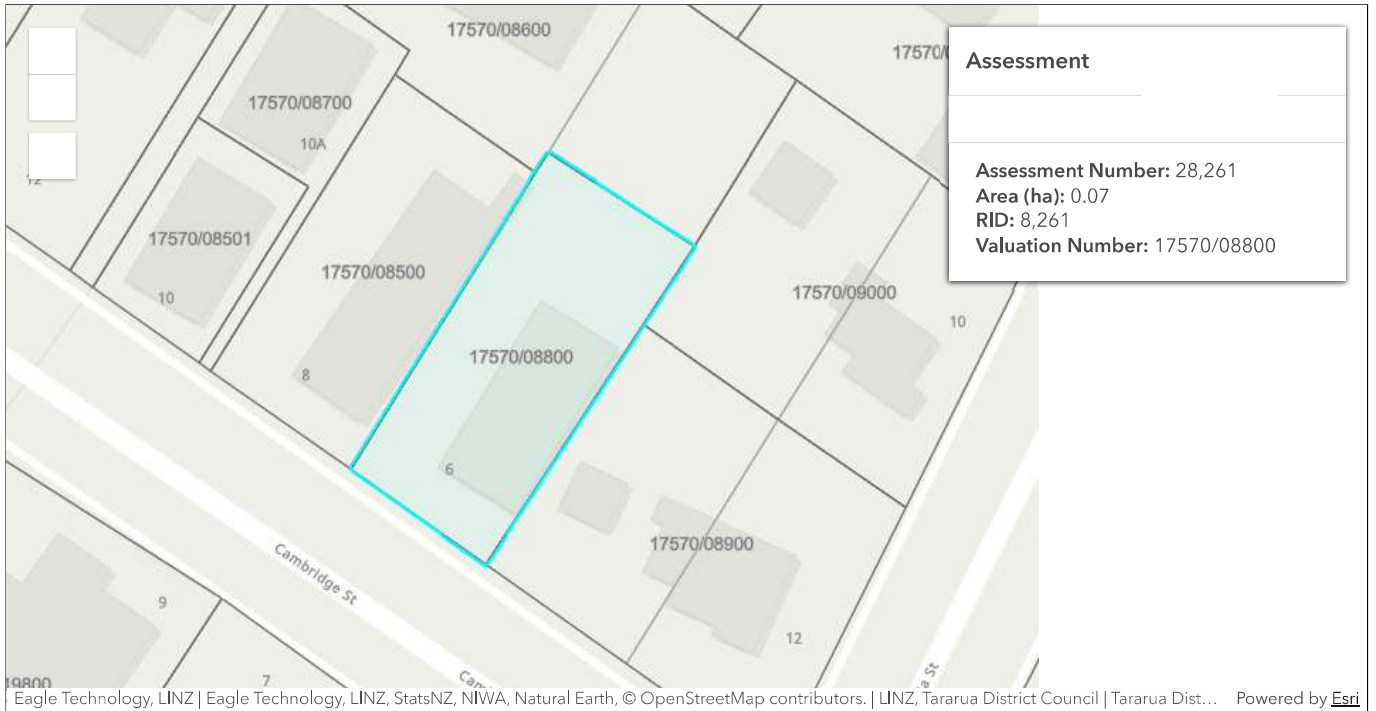 17570/08600
17570/0
Assessment
17570/08700
10A
12
Assessment Number: 28,261
Area (ha): 0.07
RID: 8,261
Valuation Number: 17570/08800
17570/08501
17570/08500
10
17570/09000
10
17570/08800
8
6
17570/08900
Cambridge St
9
12
7
19800
Cam
a St
Eagle Technology, LINZ | Eagle Technology, LINZ, StatsNZ, NIWA, Natural Earth, © OpenStreetMap contributors. | LINZ, Tararua District Council | Tararua Dist... Powered by Esri